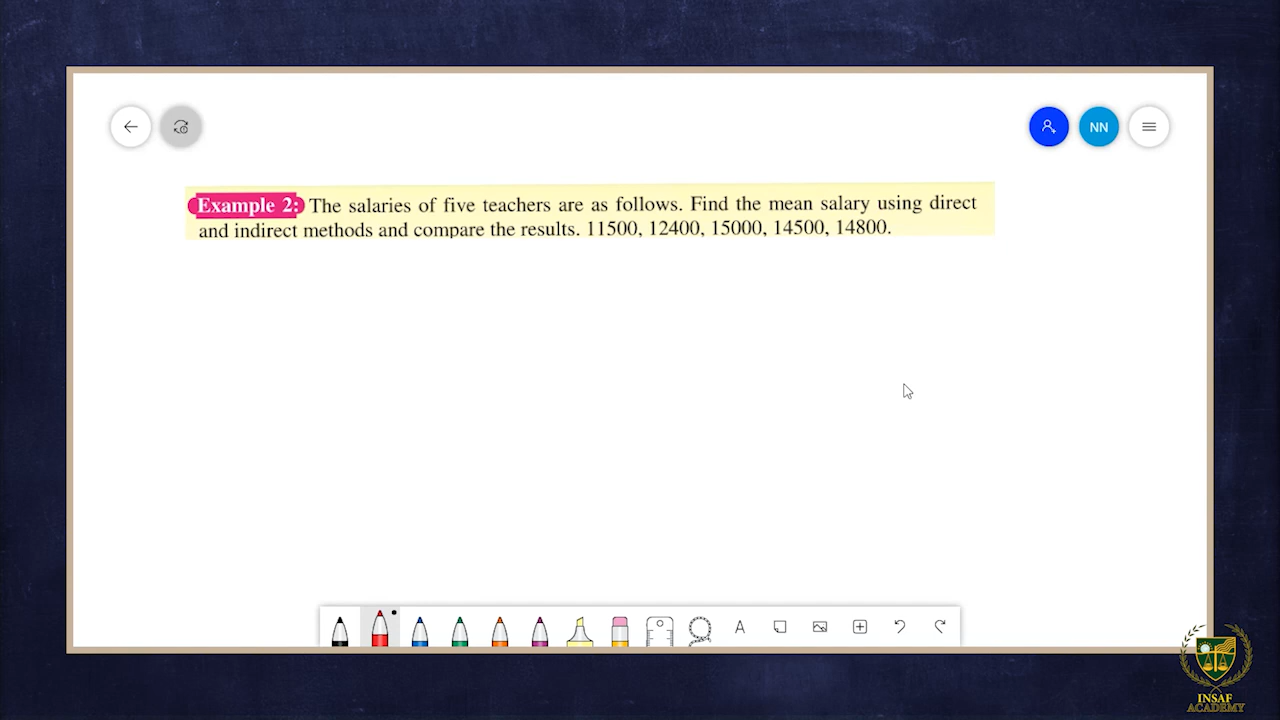 NN
Example 2: The salaries of five teachers are as follows. Find the mean salary using direct
and indirect methods and compare the results. 11500, 12400, 15000, 14500, 14800.
A
INSAF
ACADEMY